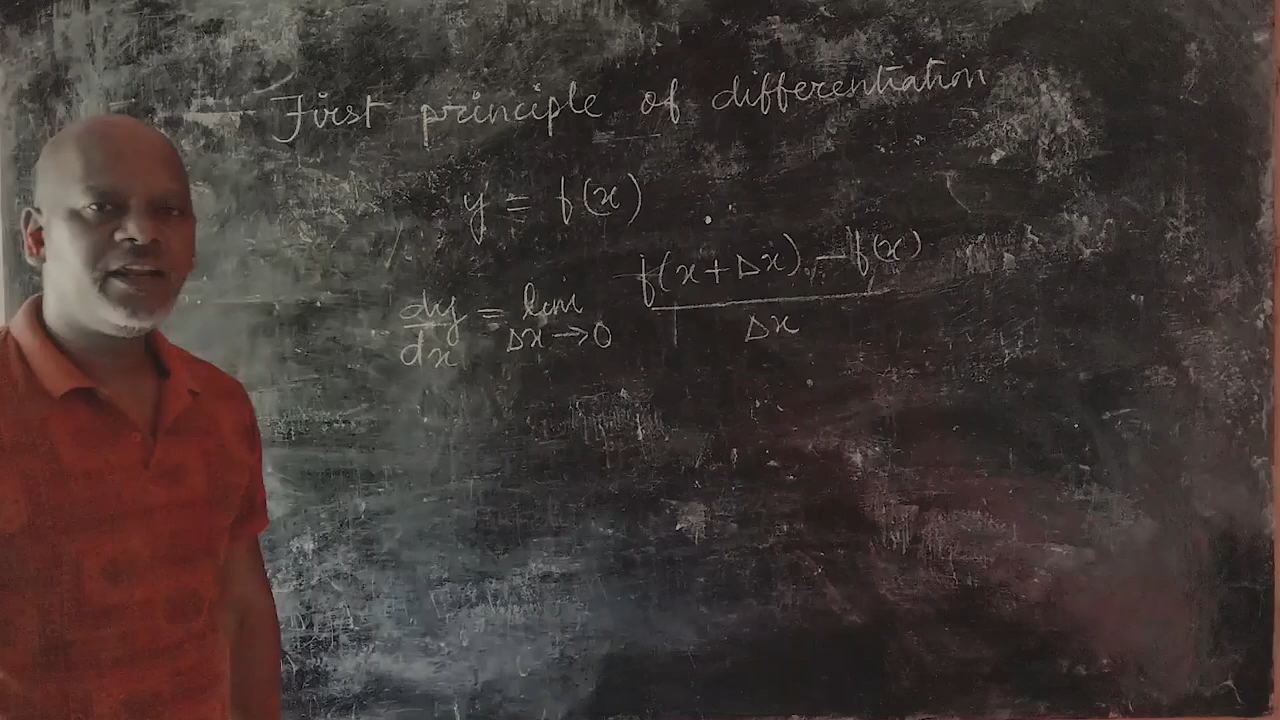 First principle of differentiation
y = f(x)
dy/dx = lim Δx→0 f(x+Δx) - f(x) / Δx